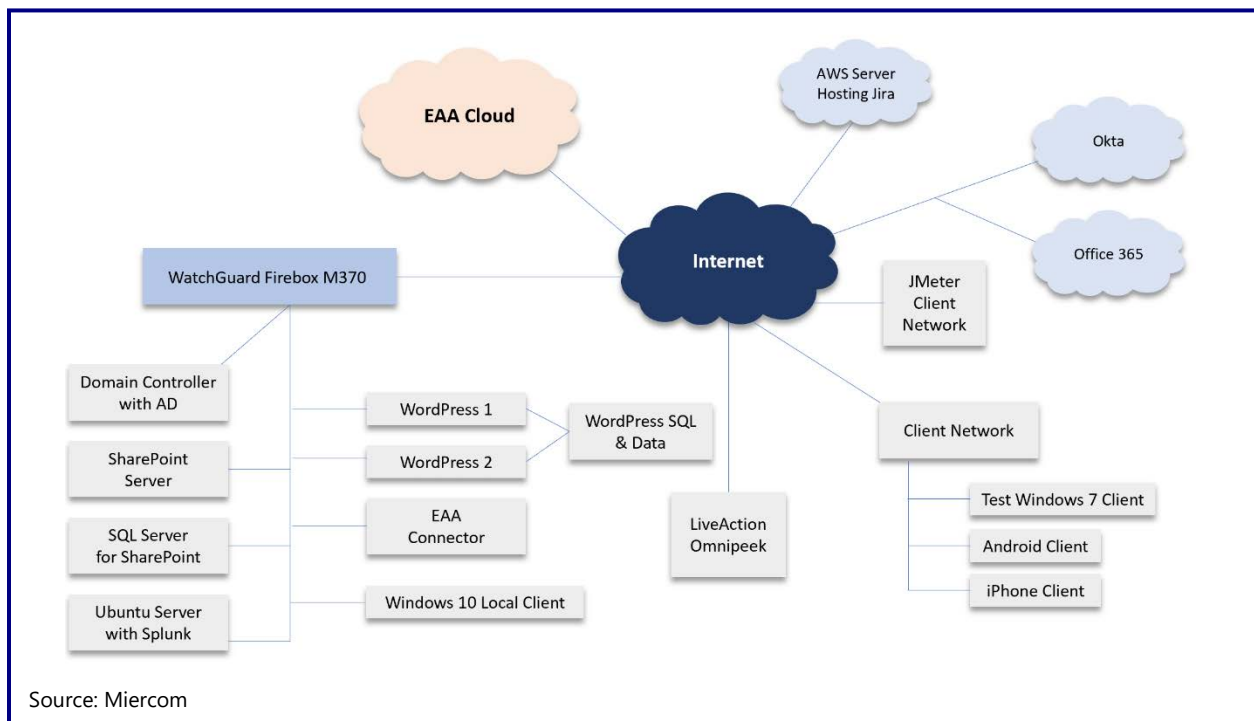 AWS Server
Hosting Jira
EAA Cloud
Okta
Internet
Office 365
WatchGuard Firebox M370
JMeter
Client
Network
Domain Controller
with AD
WordPress 1
WordPress SQL
& Data
Client Network
SharePoint
Server
WordPress 2
Test Windows 7 Client
EAA
Connector
LiveAction
Omnipeek
SQL Server
for SharePoint
Android Client
iPhone Client
Windows 10 Local Client
Ubuntu Server
with Splunk
Source: Miercom